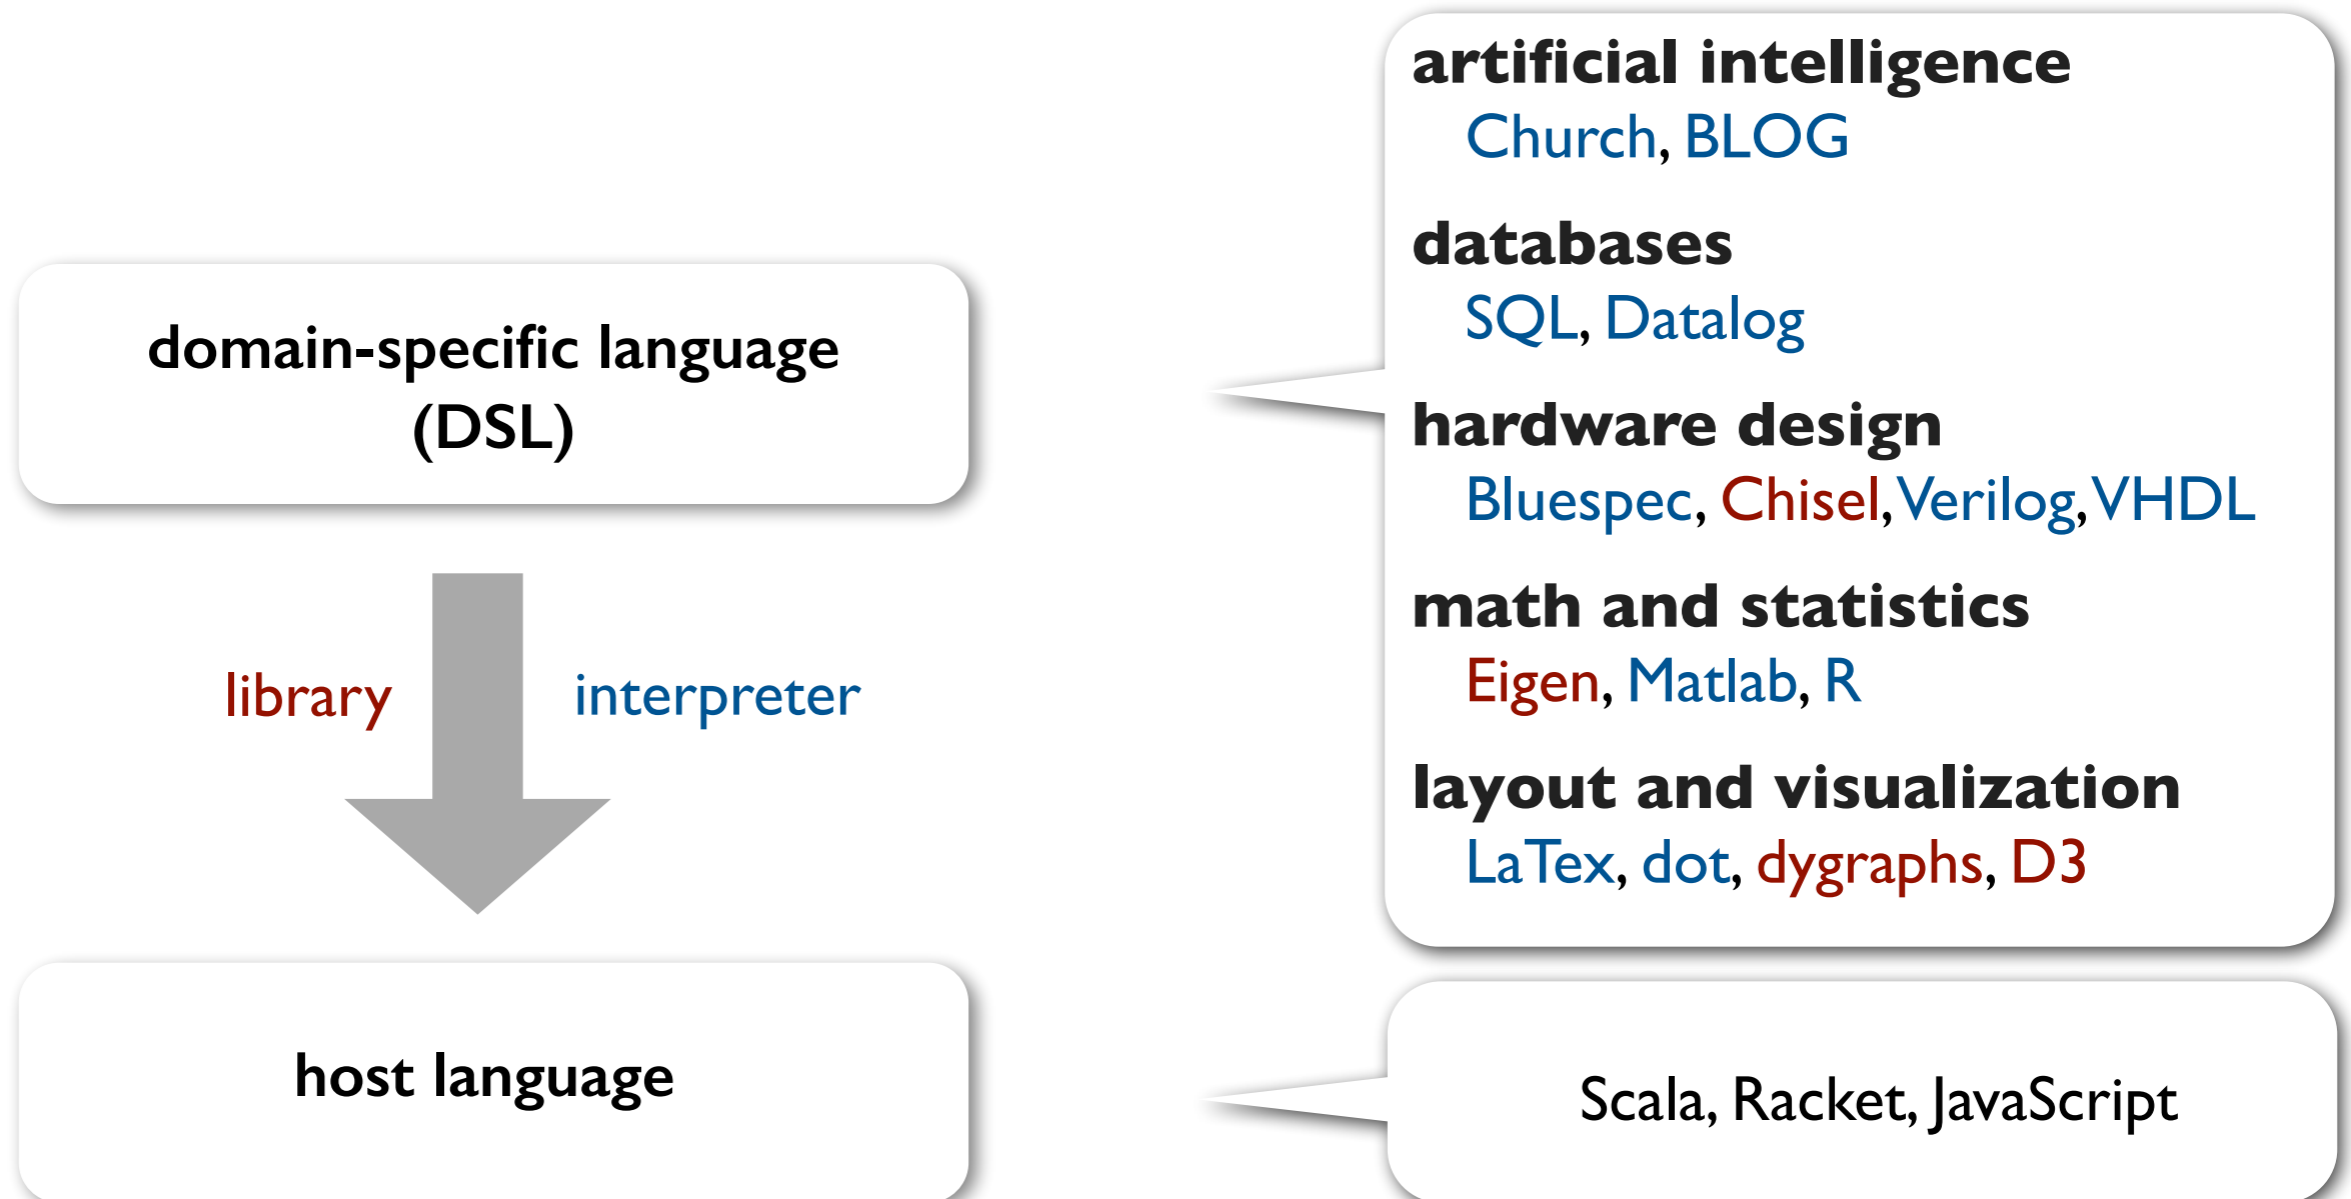 domain-specific language
(DSL)
library
interpreter
host language
artificial intelligence
Church, BLOG
databases
SQL, Datalog
hardware design
Bluespec, Chisel, Verilog, VHDL
math and statistics
Eigen, Matlab, R
layout and visualization
LaTex, dot, dygraphs, D3
Scala, Racket, JavaScript